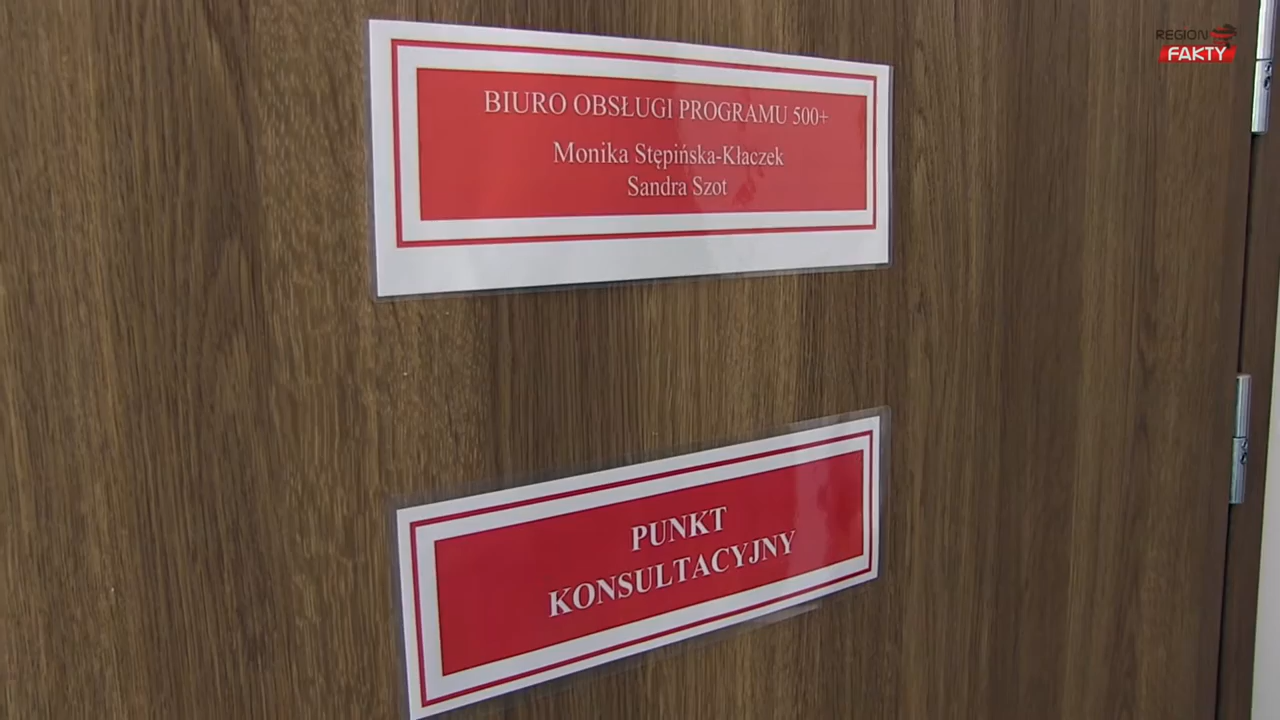 REGION
FAKTY
BIURO OBSŁUGI PROGRAMU 500+
Monika Stępińska-Kłaczek
Sandra Szot
PUNKT
KONSULTACYJNY